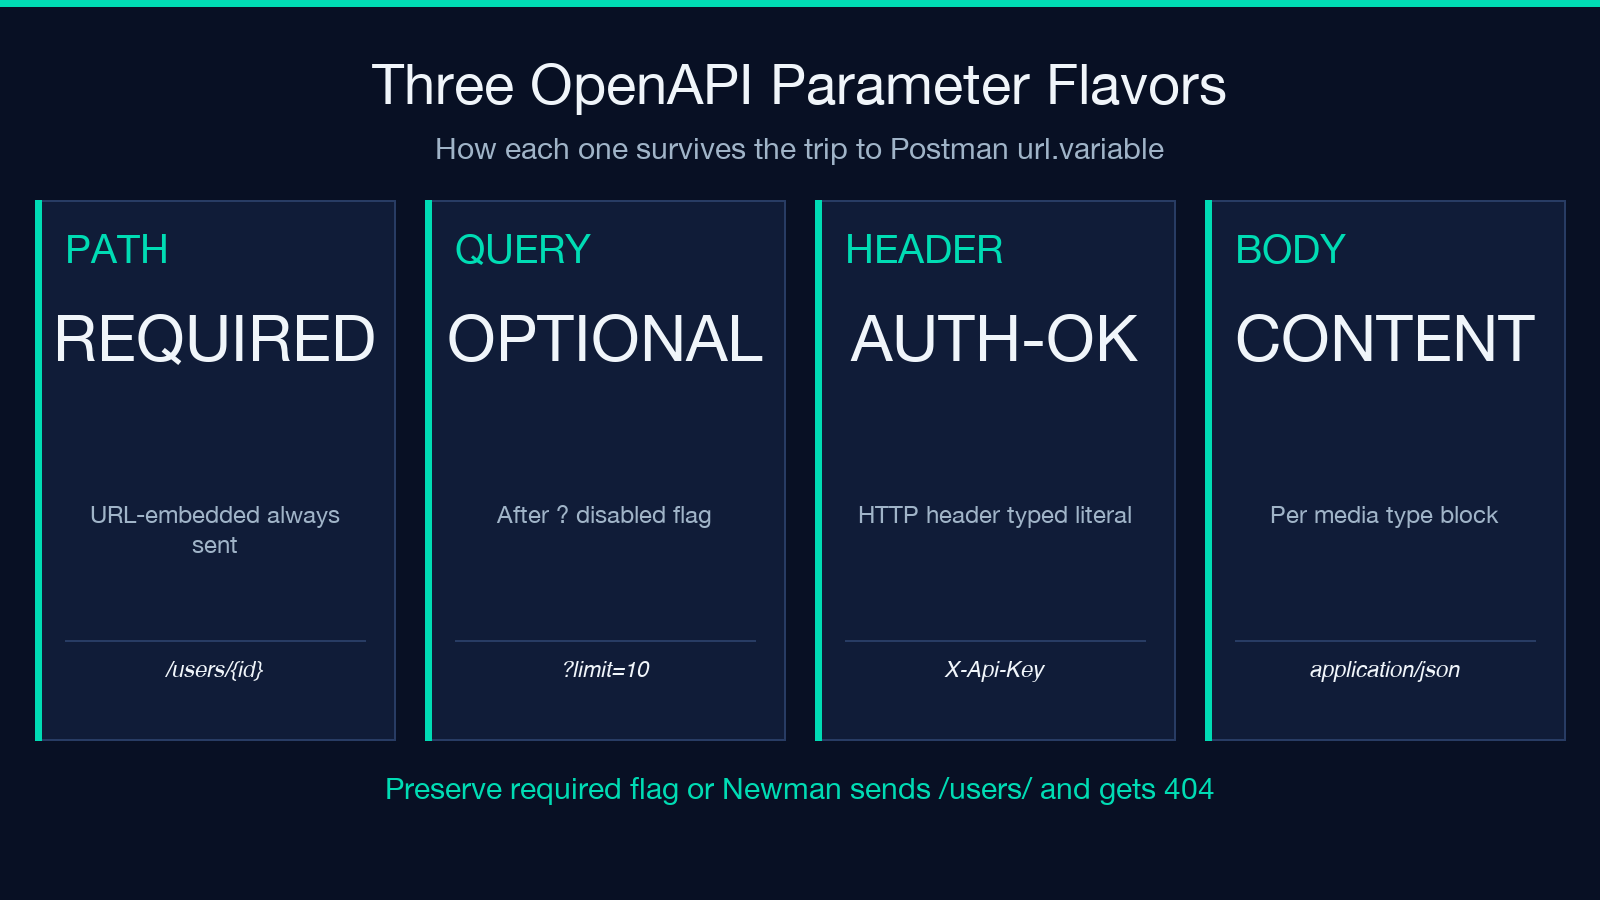 Three OpenAPI Parameter Flavors
How each one survives the trip to Postman url.variable
PATH
REQUIRED
URL-embedded always
sent
/users/{id}
QUERY
OPTIONAL
After ? disabled flag
?limit=10
HEADER
AUTH-OK
HTTP header typed literal
X-Api-Key
BODY
CONTENT
Per media type block
application/json
Preserve required flag or Newman sends /users/ and gets 404